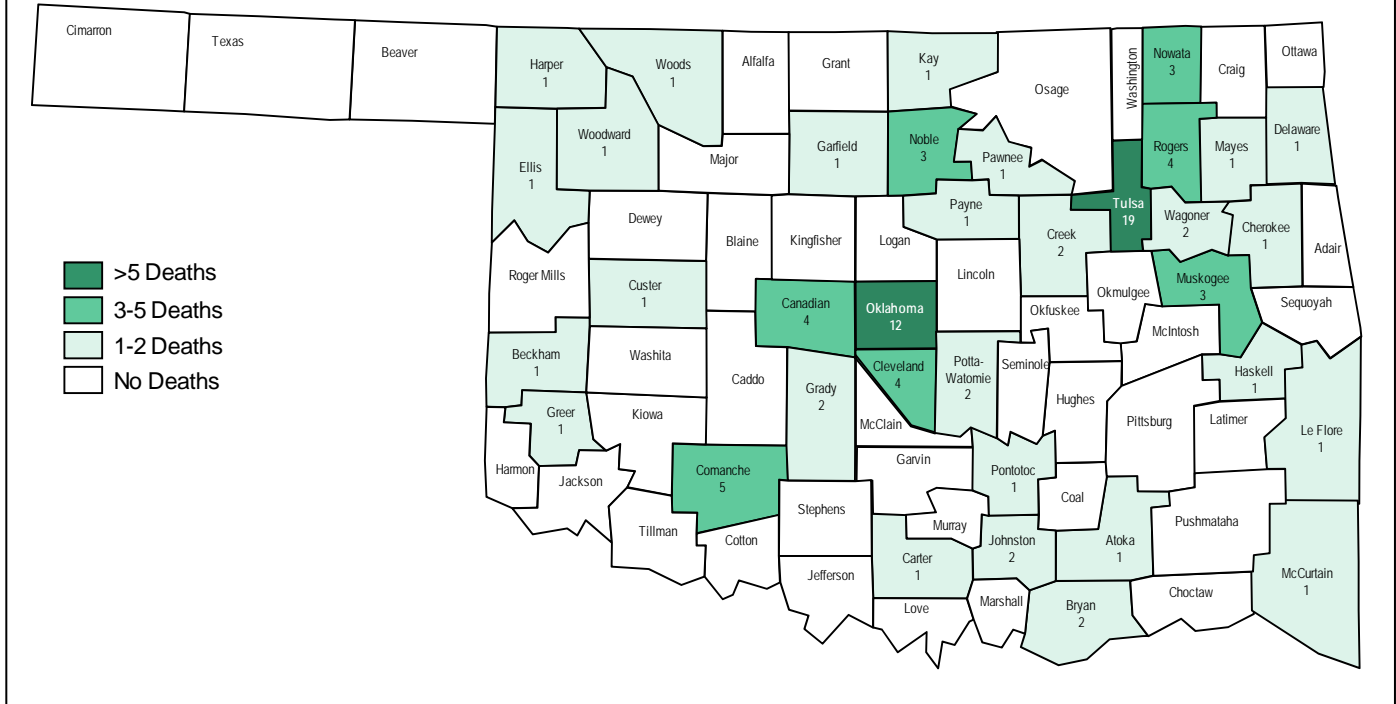 Cimarron
Texas
Beaver
Harper
1
Woods
1
Alfalfa
Grant
Kay
1
Osage
Washington
Nowata
3
Craig
Ottawa
Ellis
1
Woodward
1
Major
Garfield
1
Noble
3
Pawnee
1
Rogers
4
Mayes
1
Delaware
1
Dewey
Blaine
Kingfisher
Logan
Payne
1
Creek
2
Tulsa
19
Wagoner
2
Cherokee
1
Adair
Roger Mills
Custer
1
Canadian
4
Oklahoma
12
Lincoln
Okfuskee
Okmulgee
Muskogee
3
Sequoyah
McIntosh
>5 Deaths
3-5 Deaths
1-2 Deaths
No Deaths
Beckham
1
Washita
Caddo
Grady
2
Cleveland
4
Potta-
Watomie
2
Seminole
Hughes
Haskell
1
Greer
1
Kiowa
McClain
Pittsburg
Latimer
Le Flore
1
Harmon
Jackson
Comanche
5
Garvin
Pontotoc
1
Coal
Tillman
Cotton
Stephens
Murray
Johnston
2
Atoka
1
Pushmataha
Jefferson
Carter
1
Love
Marshall
Bryan
2
Choctaw
McCurtain
1